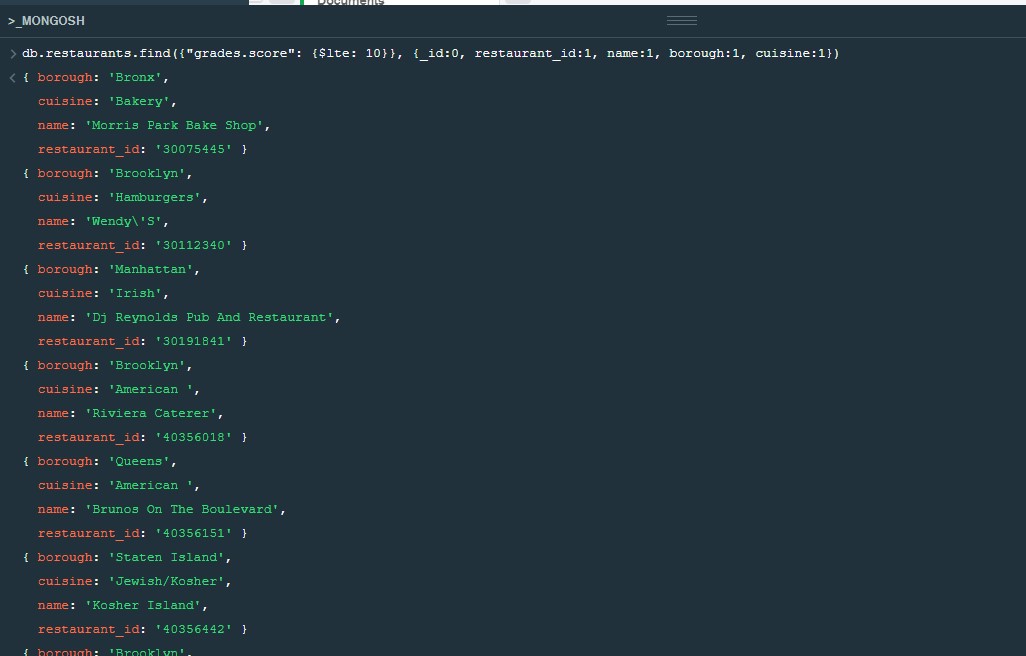 Documents
>_MONGOSH
> db.restaurants.find({"grades.score": {$lte: 10}}, {_id:0, restaurant_id:1, name:1, borough:1, cuisine:1})
< { borough: 'Bronx',
cuisine: 'Bakery',
name: 'Morris Park Bake Shop',
restaurant_id: '30075445' }
{ borough: 'Brooklyn',
cuisine: 'Hamburgers',
name: 'Wendy\'S',
restaurant_id: '30112340' }
{ borough: 'Manhattan',
cuisine: 'Irish',
name: 'Dj Reynolds Pub And Restaurant',
restaurant_id: '30191841' }
{ borough: 'Brooklyn',
cuisine: 'American ',
name: 'Riviera Caterer',
restaurant_id: '40356018' }
{ borough: 'Queens',
cuisine: 'American ',
name: 'Brunos On The Boulevard',
restaurant_id: '40356151' }
{ borough: 'Staten Island',
cuisine: 'Jewish/Kosher',
name: 'Kosher Island',
restaurant_id: '40356442' }
{ borough: 'Brooklyn',